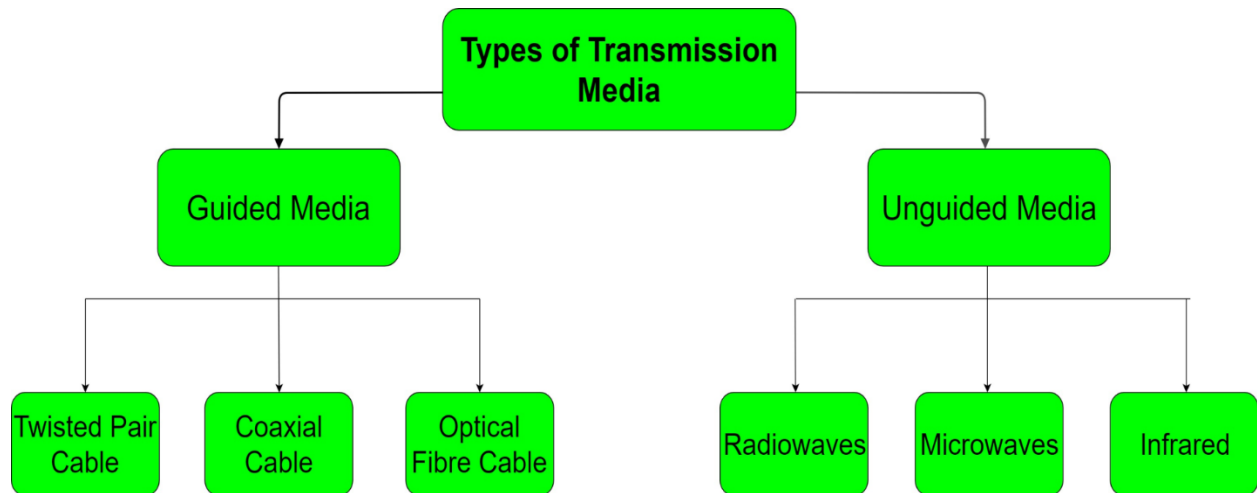 Types of Transmission
Media
Guided Media
Unguided Media
Twisted Pair
Cable
Coaxial
Cable
Optical
Fibre Cable
Radiowaves
Microwaves
Infrared